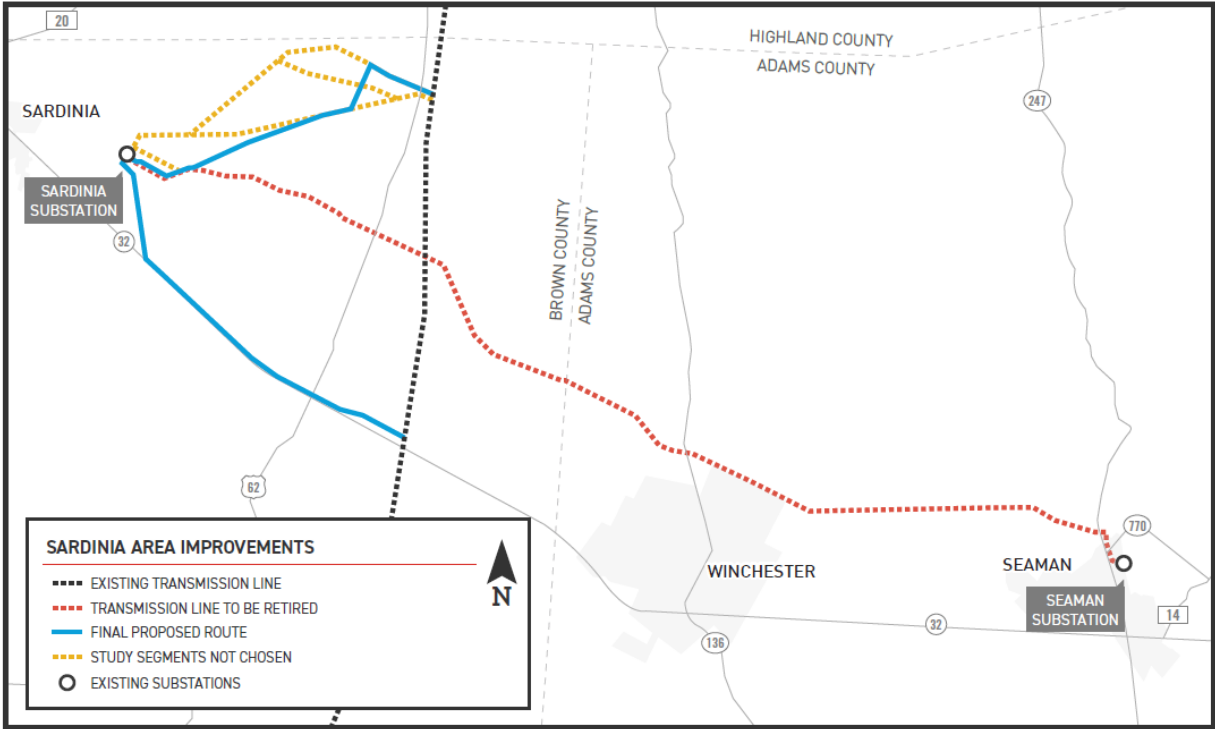 20
HIGHLAND COUNTY
ADAMS COUNTY
247
SARDINIA
SARDINIA
SUBSTATION
32
BROWN COUNTY
ADAMS COUNTY
62
770
SARDINIA AREA IMPROVEMENTS
EXISTING TRANSMISSION LINE
TRANSMISSION LINE TO BE RETIRED
FINAL PROPOSED ROUTE
STUDY SEGMENTS NOT CHOSEN
EXISTING SUBSTATIONS
N
WINCHESTER
SEAMAN
SEAMAN
SUBSTATION
14
32
136